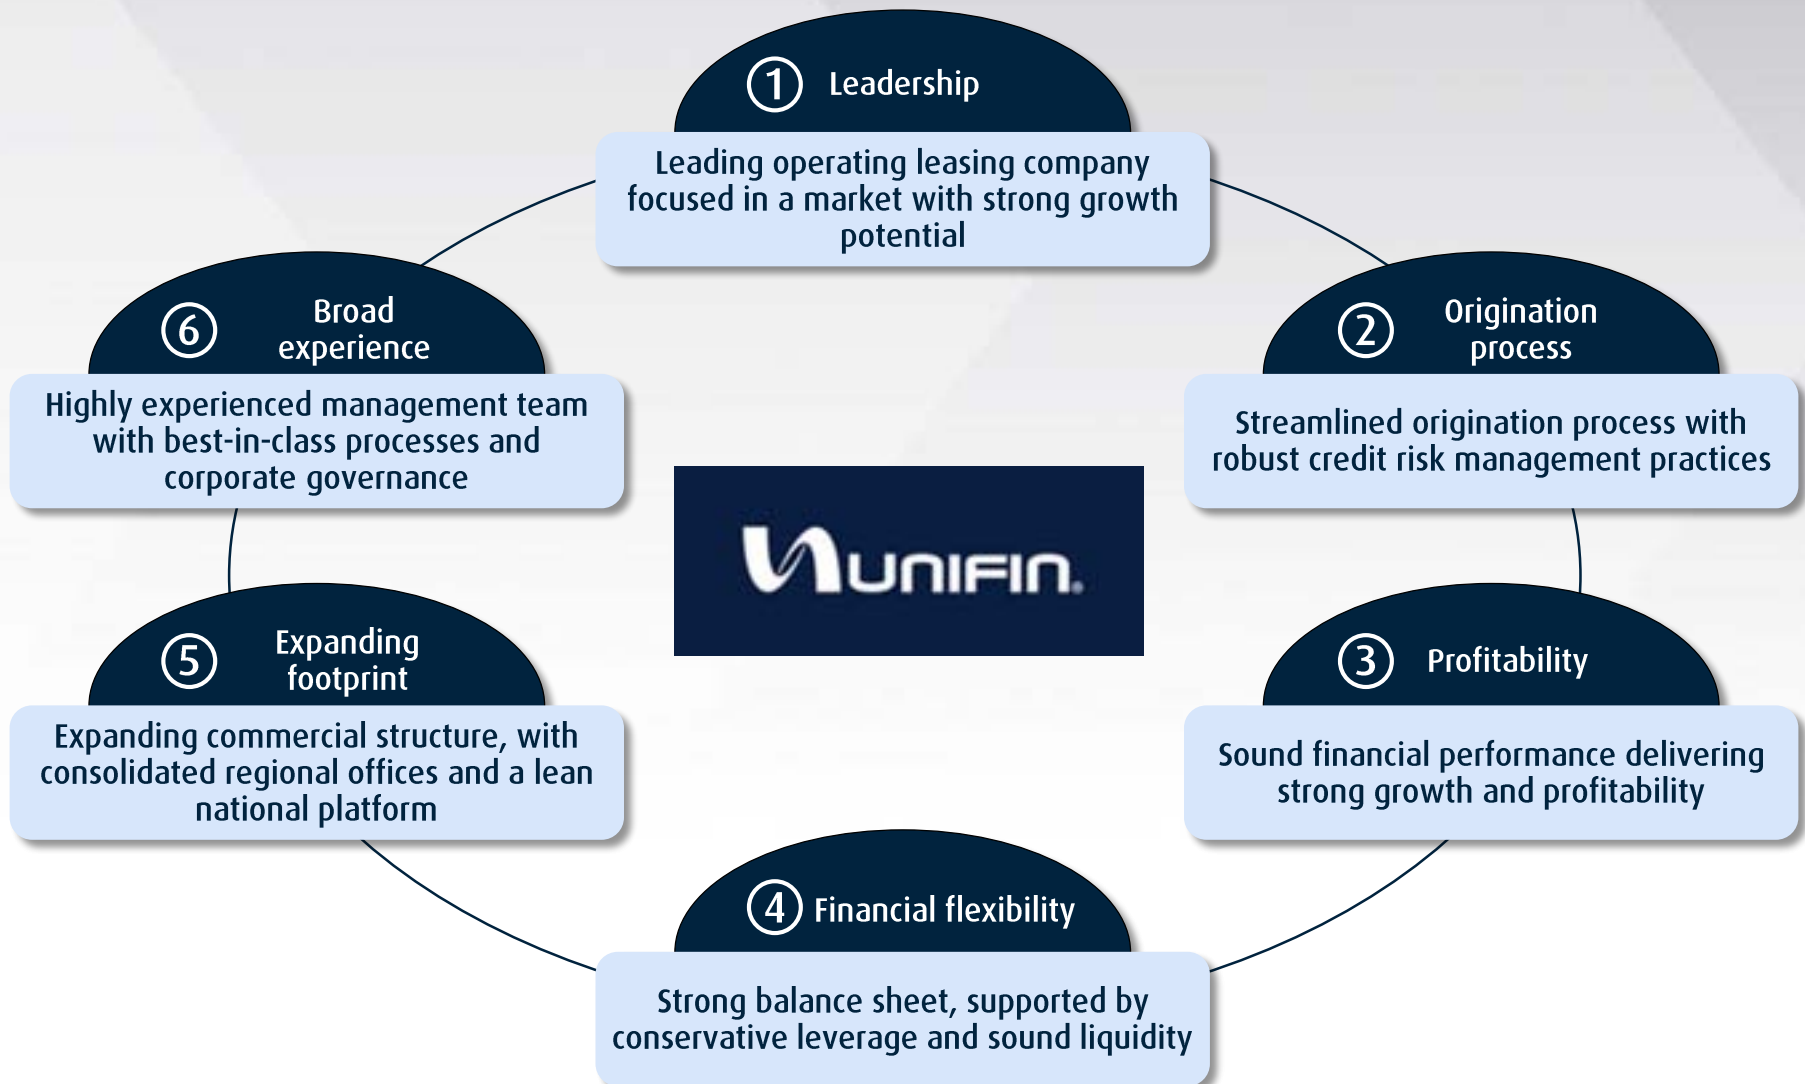 1 Leadership
Leading operating leasing company
focused in a market with strong growth
potential
2 Origination
process
Streamlined origination process with
robust credit risk management practices
3 Profitability
Sound financial performance delivering
strong growth and profitability
4 Financial flexibility
Strong balance sheet, supported by
conservative leverage and sound liquidity
5 Expanding
footprint
Expanding commercial structure, with
consolidated regional offices and a lean
national platform
6 Broad
experience
Highly experienced management team
with best-in-class processes and
corporate governance
UNIFIN®